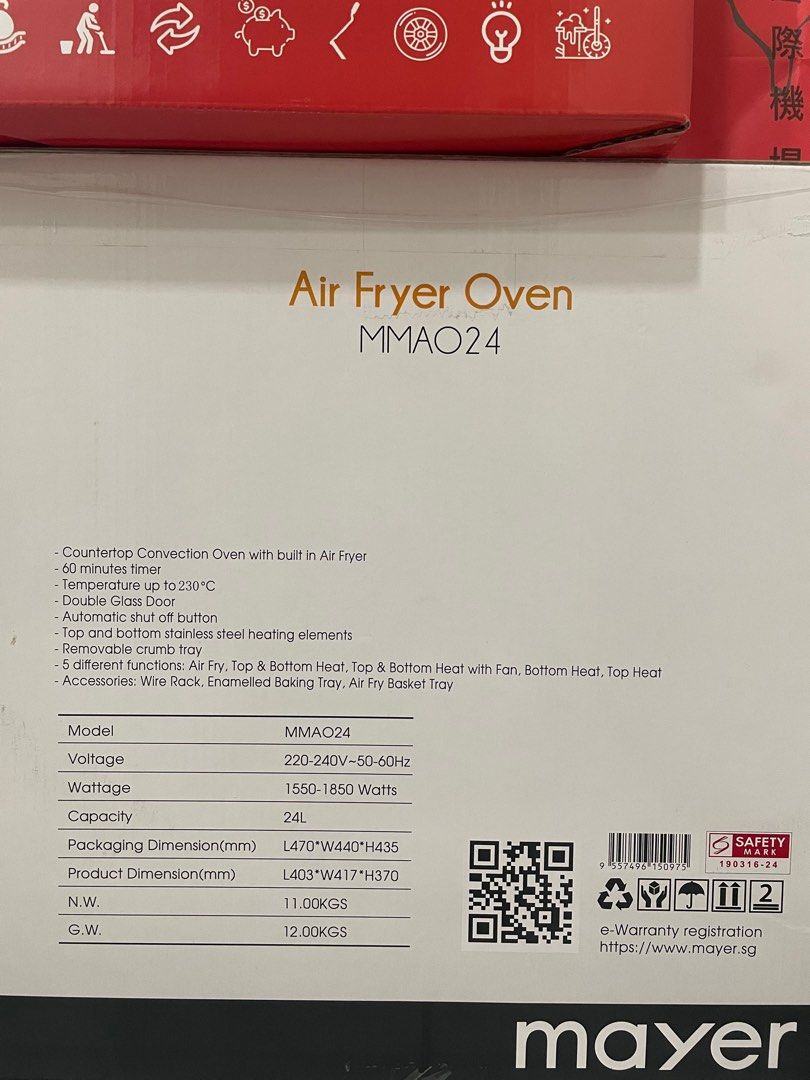 際
機
Air Fryer Oven
MMAO24
- Countertop Convection Oven with built in Air Fryer
- 60 minutes timer
- Temperature up to 230°C
- Double Glass Door
- Automatic shut off button
- Top and bottom stainless steel heating elements
- Removable crumb tray
- 5 different functions: Air Fry, Top & Bottom Heat, Top & Bottom Heat with Fan, Bottom Heat, Top Heat
- Accessories: Wire Rack, Enamelled Baking Tray, Air Fry Basket Tray
Model MMAO24
Voltage 220-240V~50-60Hz
Wattage 1550-1850 Watts
Capacity 24L
Packaging Dimension(mm) L470*W440*H435
Product Dimension(mm) L403*W417*H370
N.W. 11.00KGS
G.W. 12.00KGS
9 557496 150975
SAFETY
MARK
190316-24
2
e-Warranty registration
https://www.mayer.sg
mayer